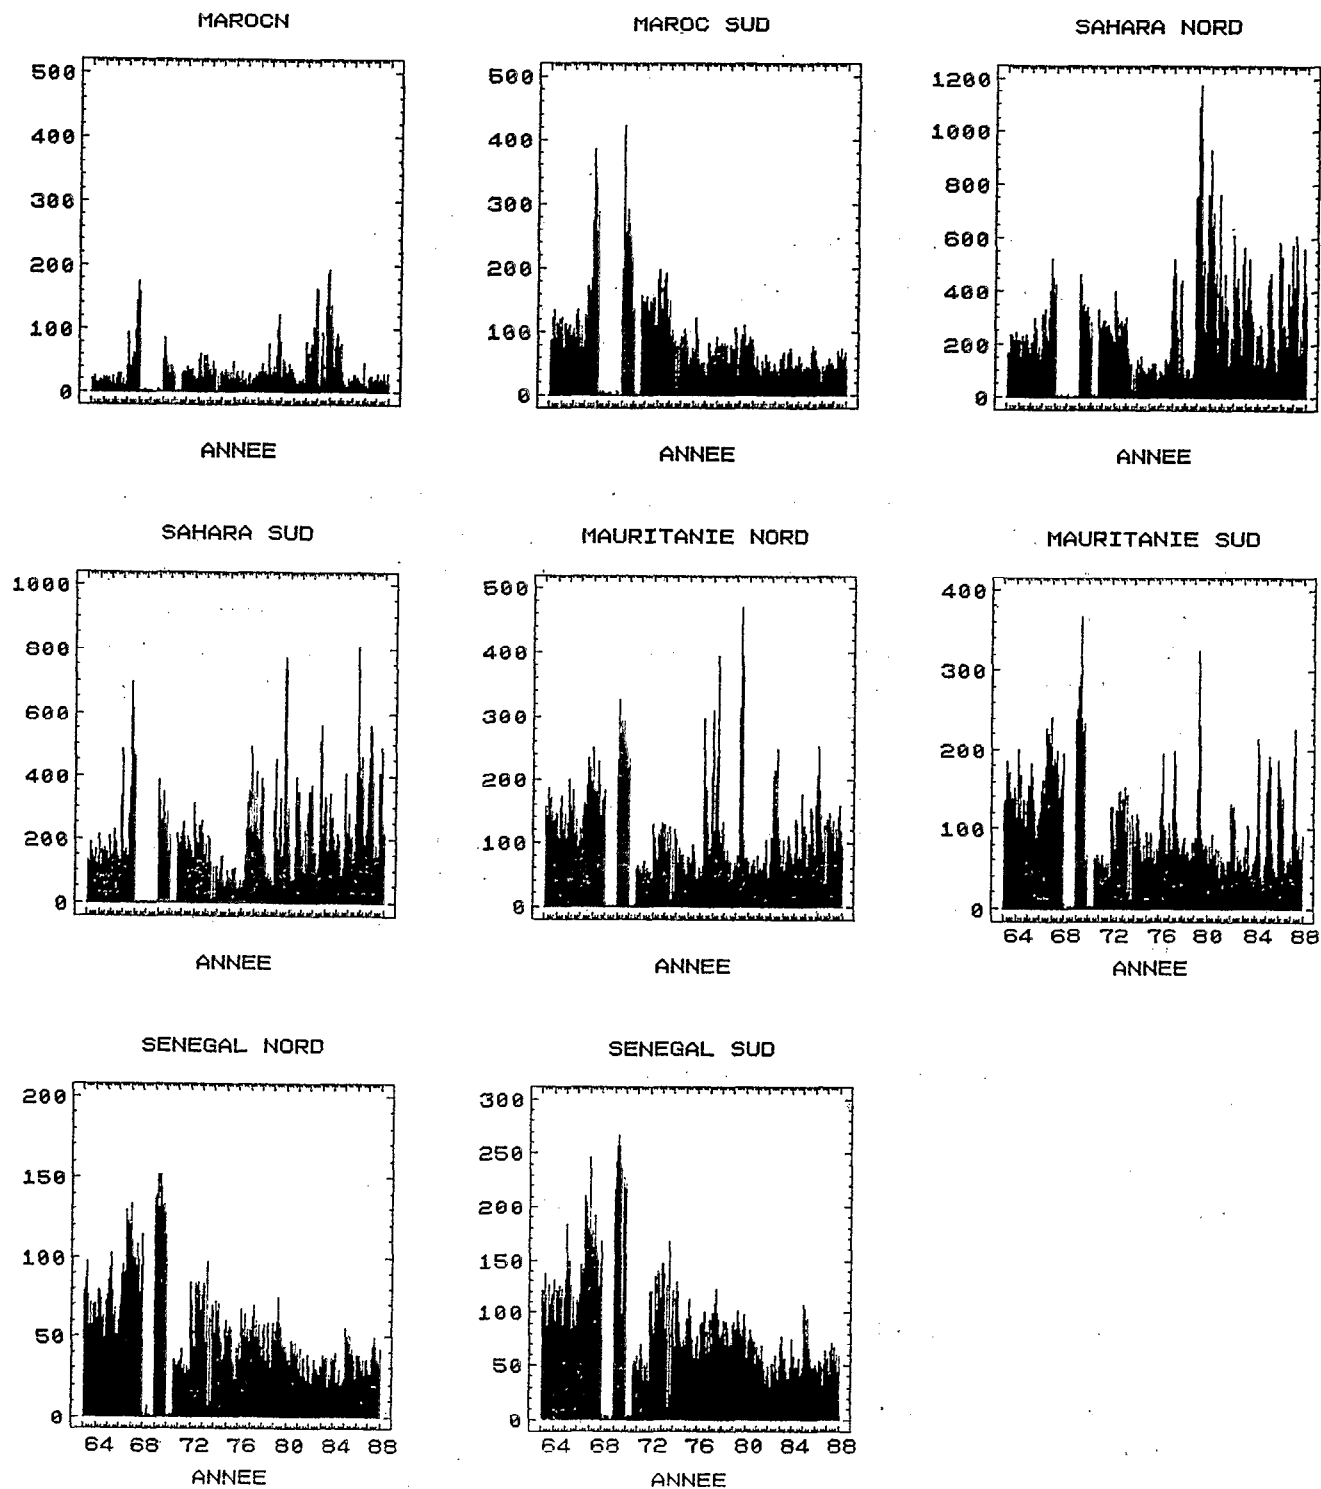 MAROCN
MAROC SUD
SAHARA NORD
500
400
300
200
100
0
ANNEE
500
400
300
200
100
0
ANNEE
1200
1000
800
600
400
200
0
ANNEE
SAHARA SUD
MAURITANIE NORD
MAURITANIE SUD
1000
800
600
400
200
0
ANNEE
500
400
300
200
100
0
ANNEE
400
300
200
100
0
64 68 72 76 80 84 88
ANNEE
SENEGAL NORD
SENEGAL SUD
200
150
100
50
0
64 68 72 76 80 84 88
ANNEE
300
250
200
150
100
50
0
64 68 72 76 80 84 88
ANNEE